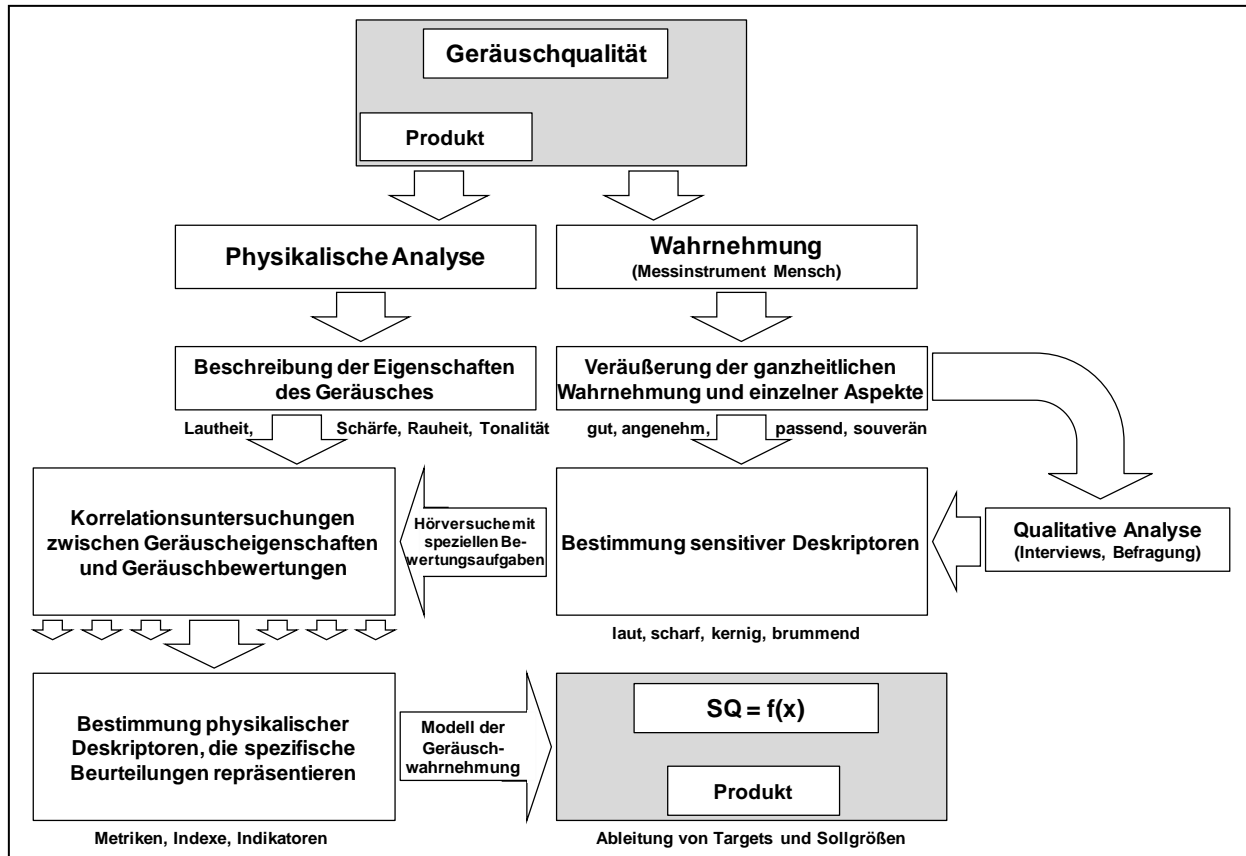 Geräuschqualität
Produkt
Physikalische Analyse
Wahrnehmung
(Messinstrument Mensch)
Beschreibung der Eigenschaften
des Geräusches
Veräußerung der ganzheitlichen
Wahrnehmung und einzelner Aspekte
Lautheit, Schärfe, Rauheit, Tonalität
gut, angenehm, passend, souverän
Korrelationsuntersuchungen
zwischen Geräuscheigenschaften
und Geräuschbewertungen
Hörversuche mit
speziellen Be-
wertungsaufgaben
Bestimmung sensitiver Deskriptoren
Qualitative Analyse
(Interviews, Befragung)
laut, scharf, kernig, brummend
Bestimmung physikalischer
Deskriptoren, die spezifische
Beurteilungen repräsentieren
Modell der
Geräusch-
wahrnehmung
SQ = f(x)
Produkt
Metriken, Indexe, Indikatoren
Ableitung von Targets und Sollgrößen